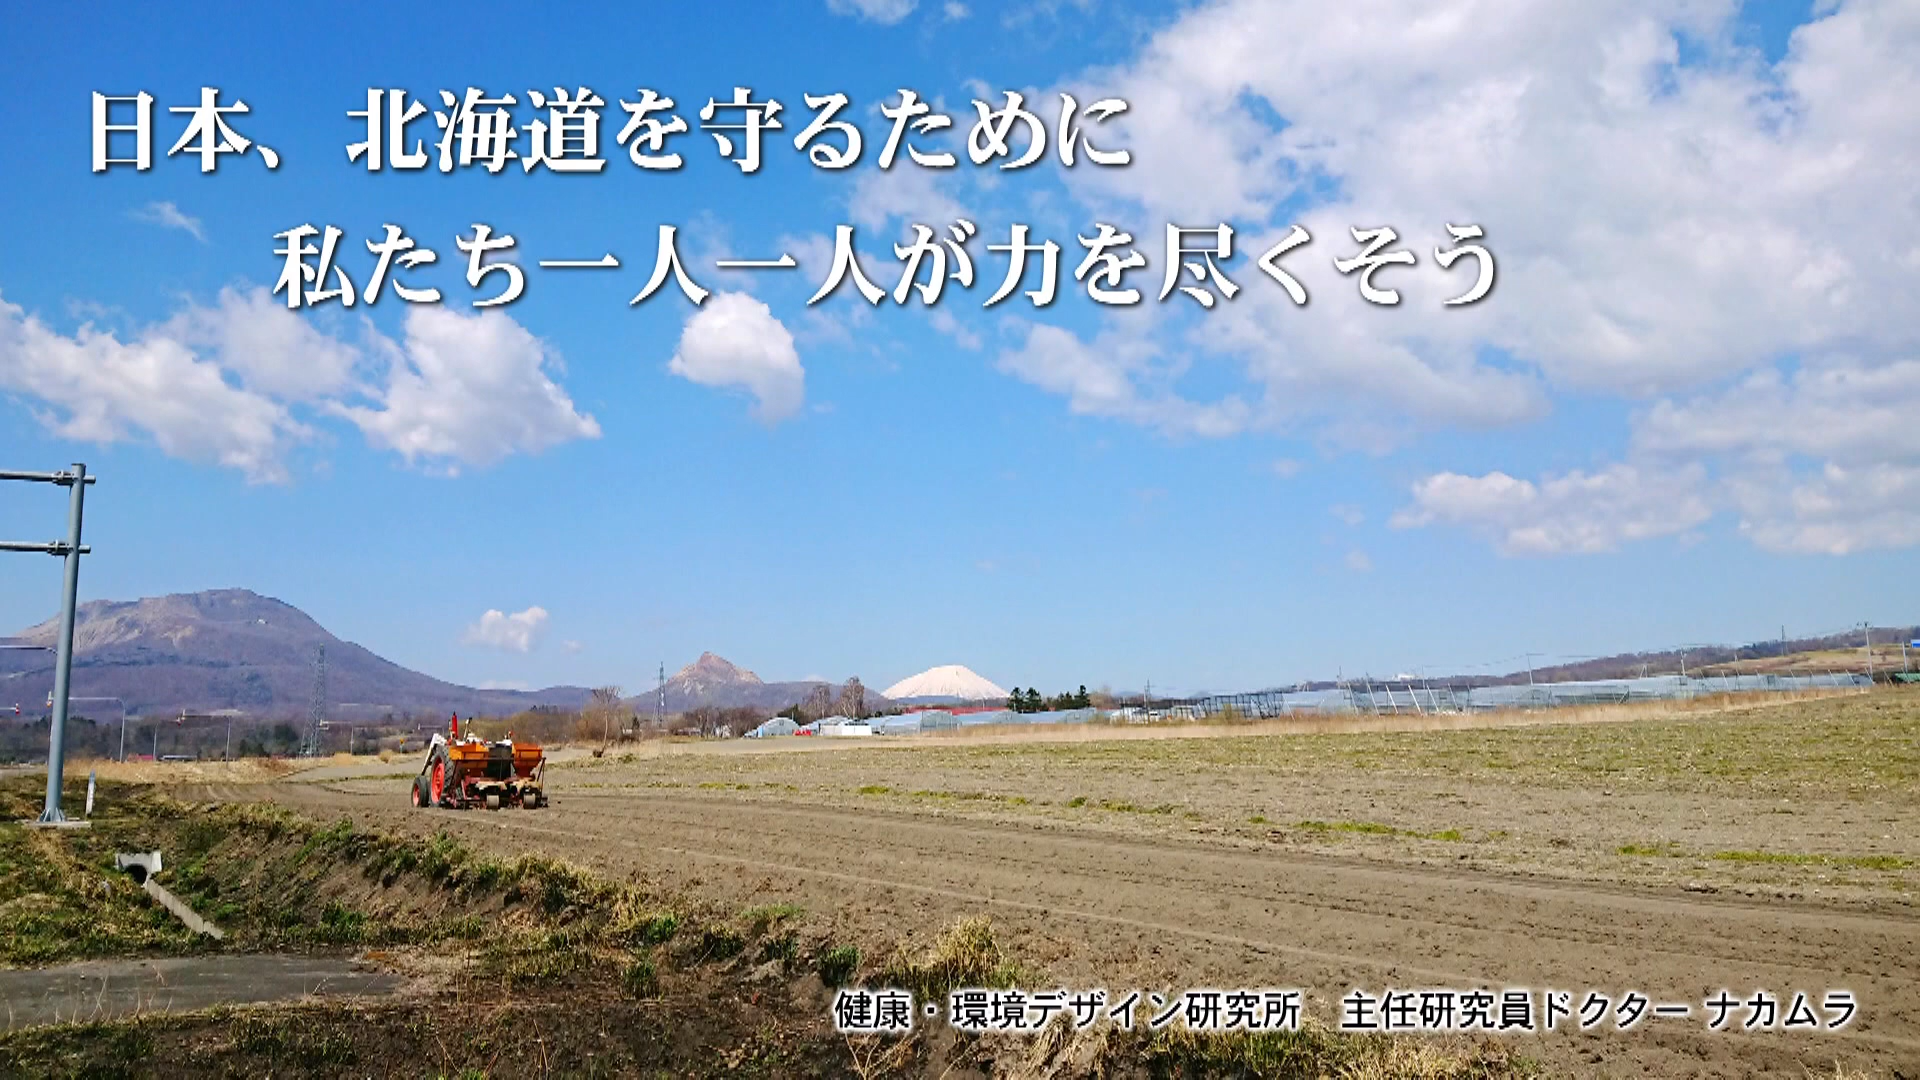 日本、北海道を守るために
私たち一人一人が力を尽くそう
健康・環境デザイン研究所　主任研究員ドクター ナカムラ